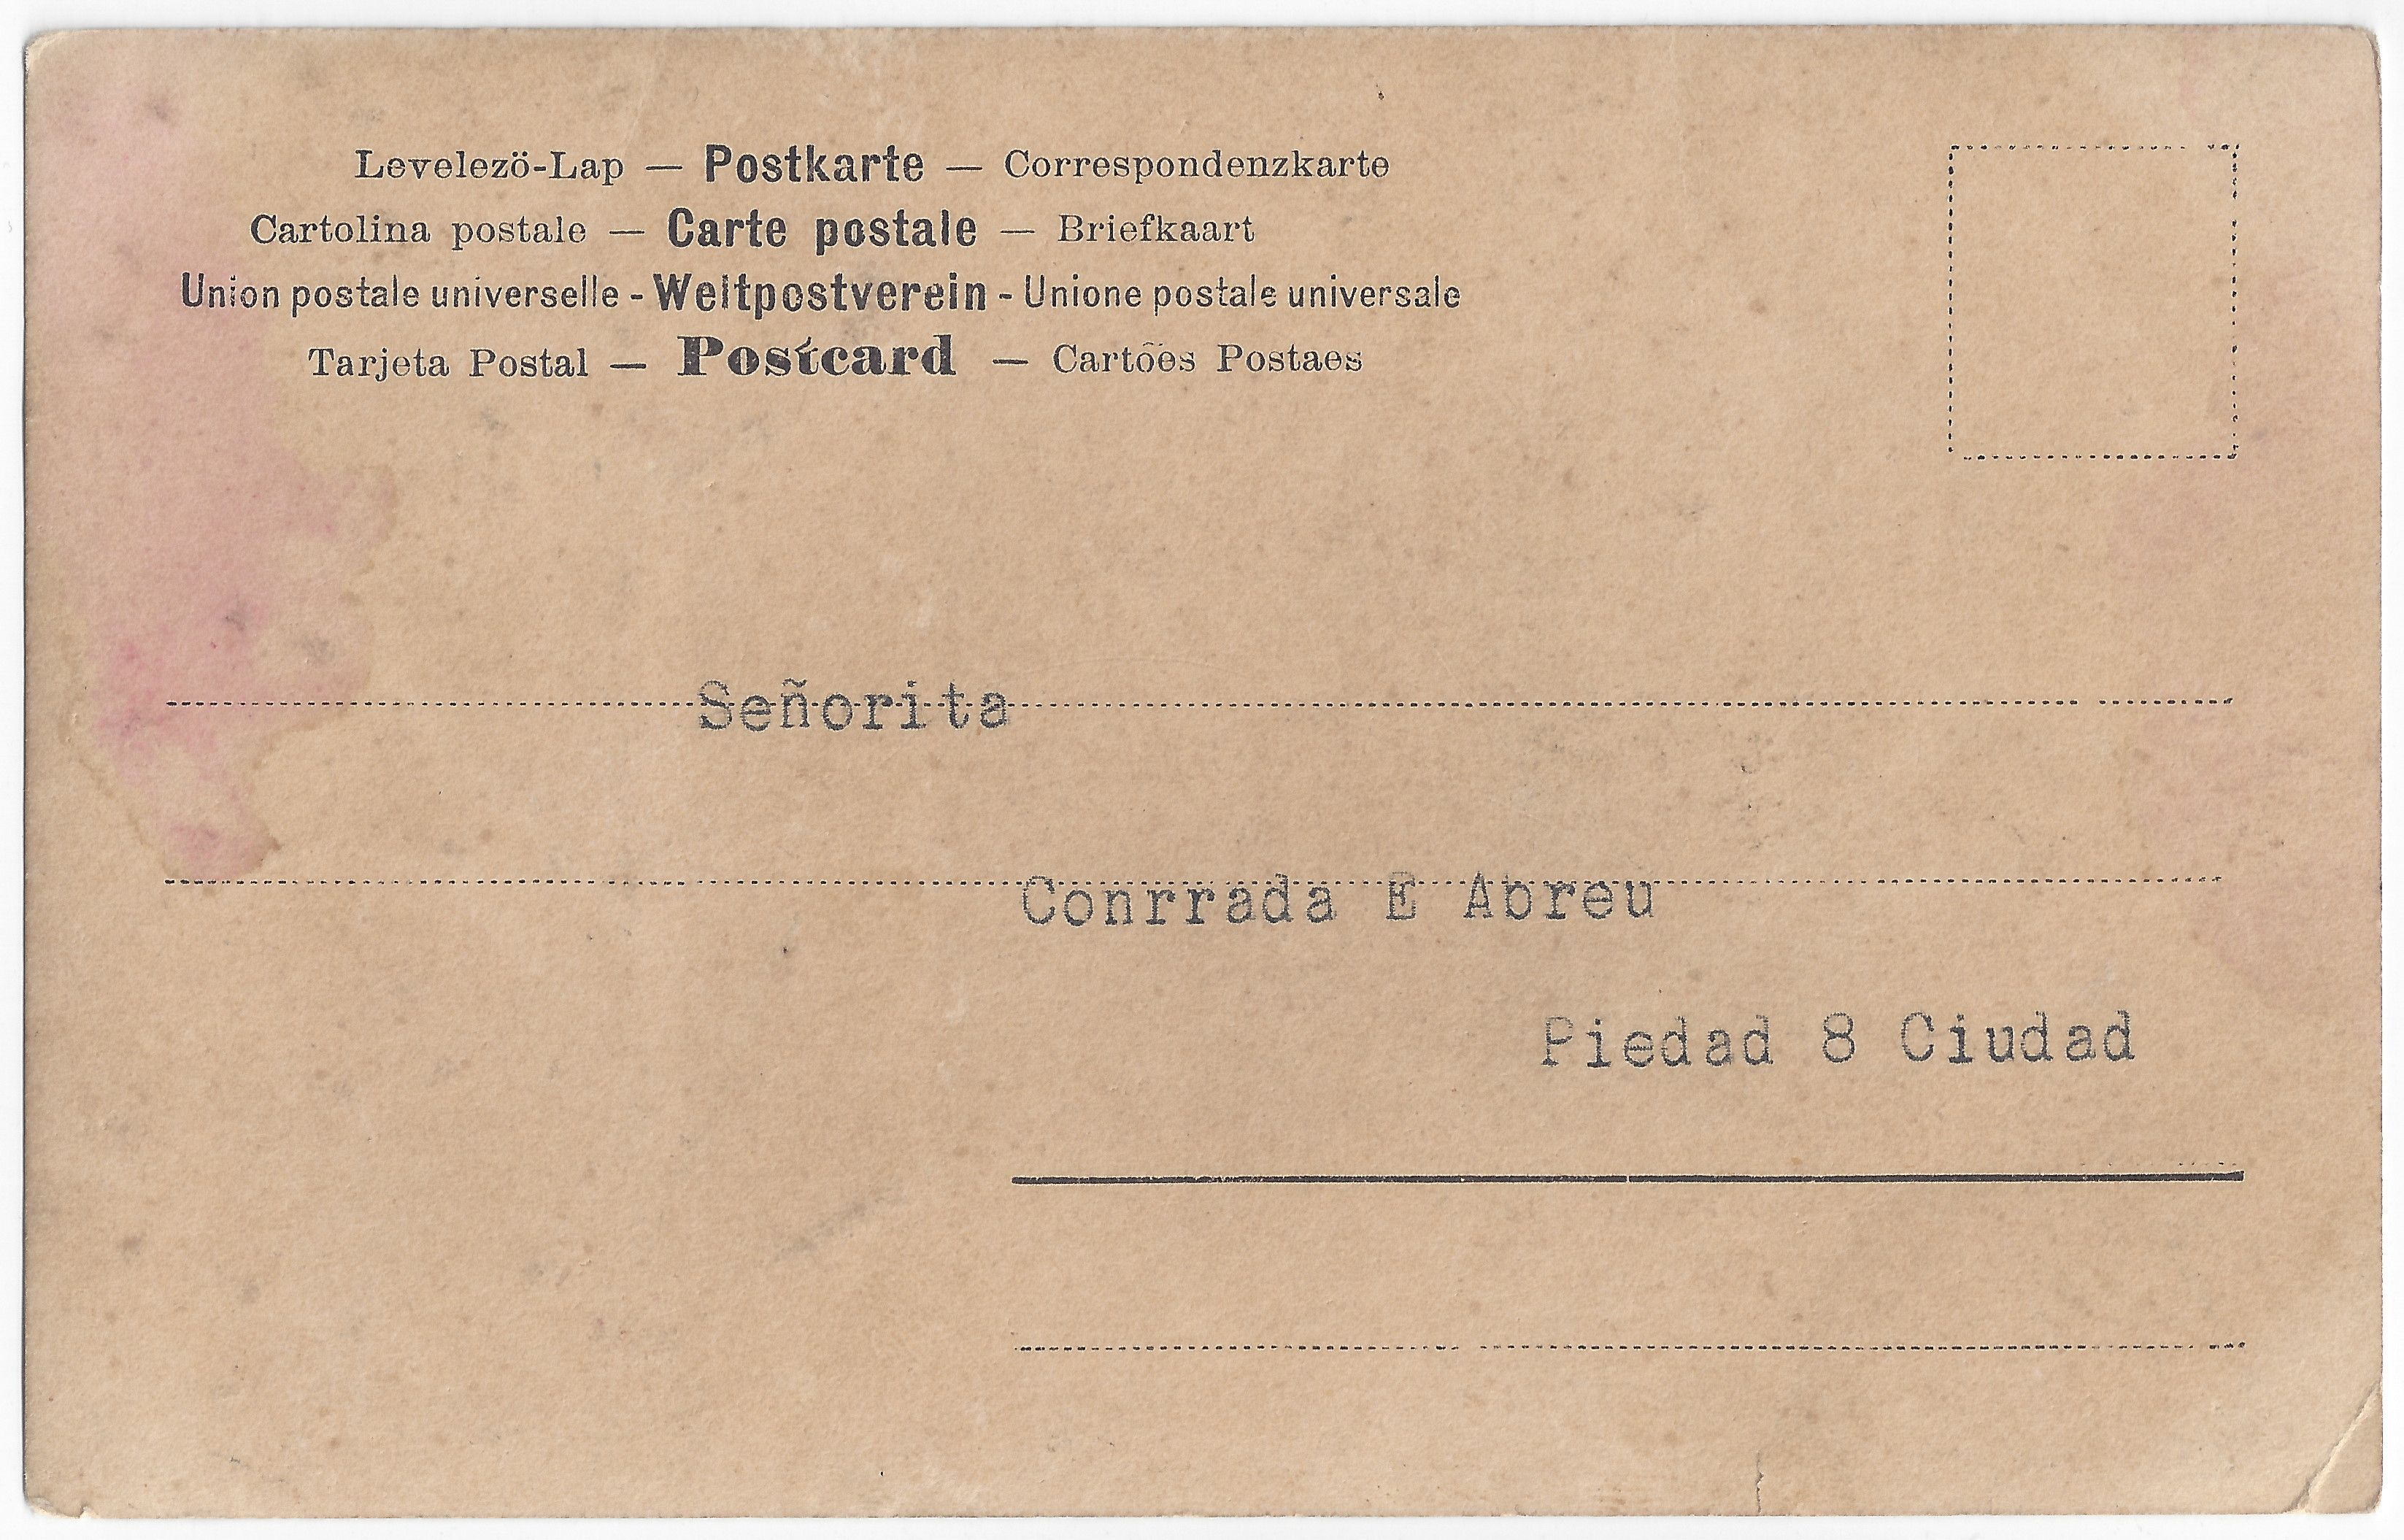 Levelezö-Lap — Postkarte — Correspondenzkarte
Cartolina postale — Carte postale — Briefkaart
Union postale universelle - Weltpostverein - Unione postale universale
Tarjeta Postal — Postcard — Cartões Postaes
Señorita
Conrrada E Abreu
Piedad 8 Ciudad